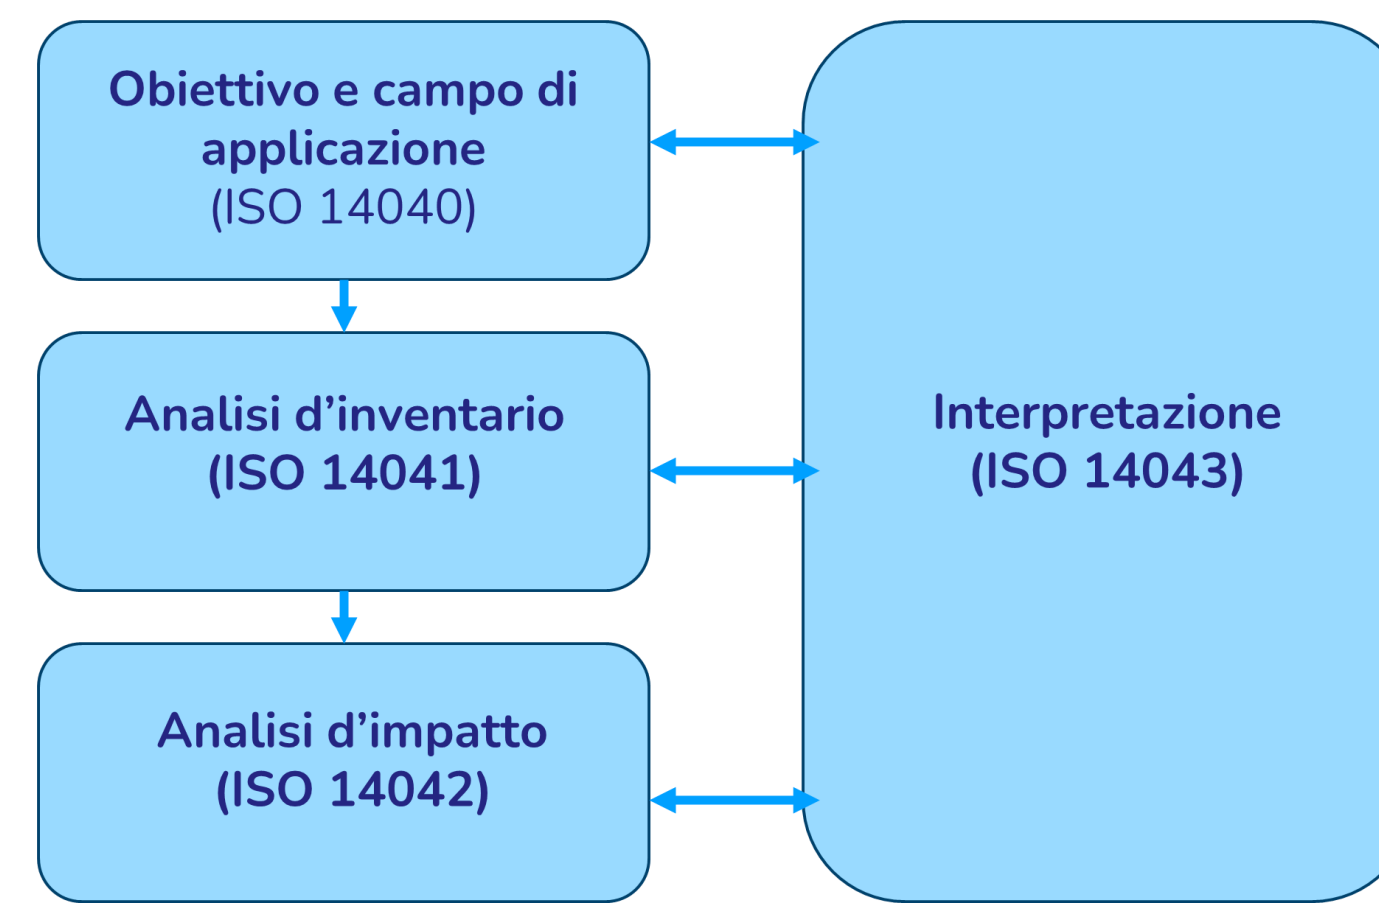 Obiettivo e campo di
applicazione
(ISO 14040)
Analisi d’inventario
(ISO 14041)
Analisi d’impatto
(ISO 14042)
Interpretazione
(ISO 14043)